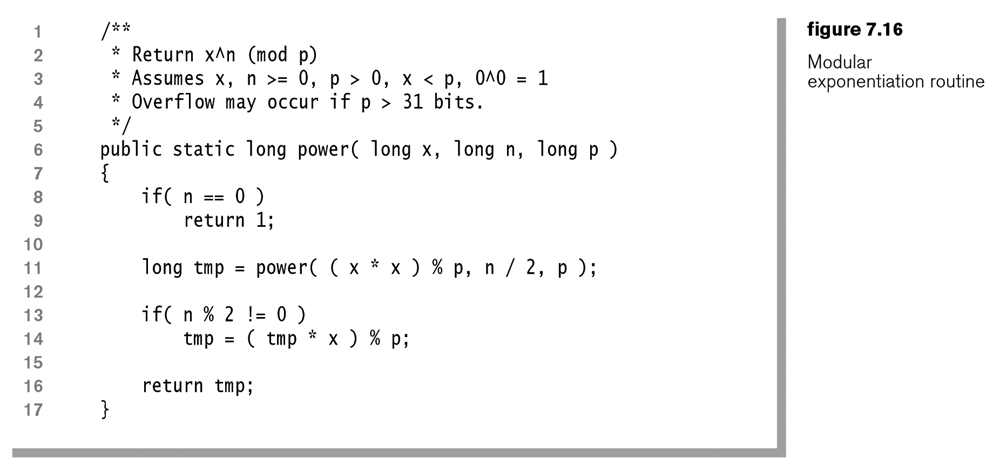 1 /**
2 * Return x^n (mod p)
3 * Assumes x, n >= 0, p > 0, x < p, 0^0 = 1
4 * Overflow may occur if p > 31 bits.
5 */
6 public static long power( long x, long n, long p )
7 {
8 if( n == 0 )
9 return 1;
10
11 long tmp = power( ( x * x ) % p, n / 2, p );
12
13 if( n % 2 != 0 )
14 tmp = ( tmp * x ) % p;
15
16 return tmp;
17 }
figure 7.16
Modular
exponentiation routine